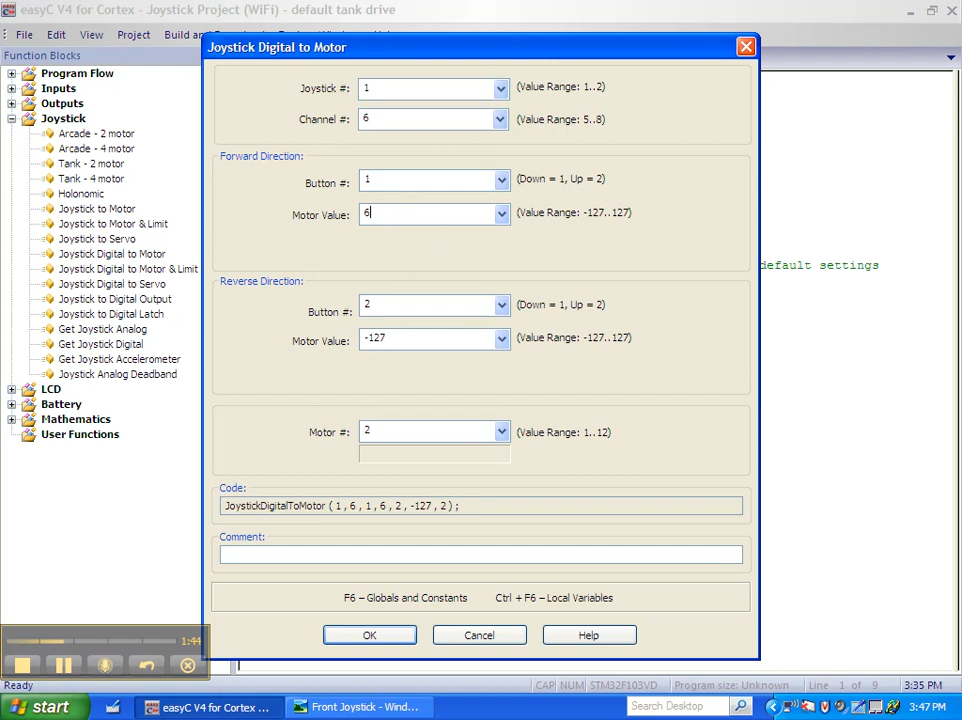 easyC V4 for Cortex - Joystick Project (WiFi) - default tank drive
File Edit View Project Build and
Function Blocks
Program Flow
Inputs
Outputs
Joystick
Arcade - 2 motor
Arcade - 4 motor
Tank - 2 motor
Tank - 4 motor
Holonomic
Joystick to Motor
Joystick to Motor & Limit
Joystick to Servo
Joystick Digital to Motor
Joystick Digital to Motor & Limit
Joystick Digital to Servo
Joystick to Digital Output
Joystick to Digital Latch
Get Joystick Analog
Get Joystick Digital
Get Joystick Accelerometer
Joystick Analog Deadband
LCD
Battery
Mathematics
User Functions
Joystick Digital to Motor
Joystick #: 1 (Value Range: 1..2)
Channel #: 6 (Value Range: 5..8)
Forward Direction:
Button #: 1 (Down = 1, Up = 2)
Motor Value: 6 (Value Range: -127..127)
Reverse Direction:
Button #: 2 (Down = 1, Up = 2)
Motor Value: -127 (Value Range: -127..127)
Motor #: 2 (Value Range: 1..12)
Code:
JoystickDigitalToMotor ( 1 , 6 , 1 , 6 , 2 , -127 , 2 ) ;
Comment:
F6 – Globals and Constants Ctrl + F6 – Local Variables
OK Cancel Help
default settings
1:44
Ready CAP NUM STM32F103VD Program size: Unknown Line 1 of 9 3:35 PM
start easyC V4 for Cortex ... Front Joystick - Wind... Search Desktop 3:47 PM